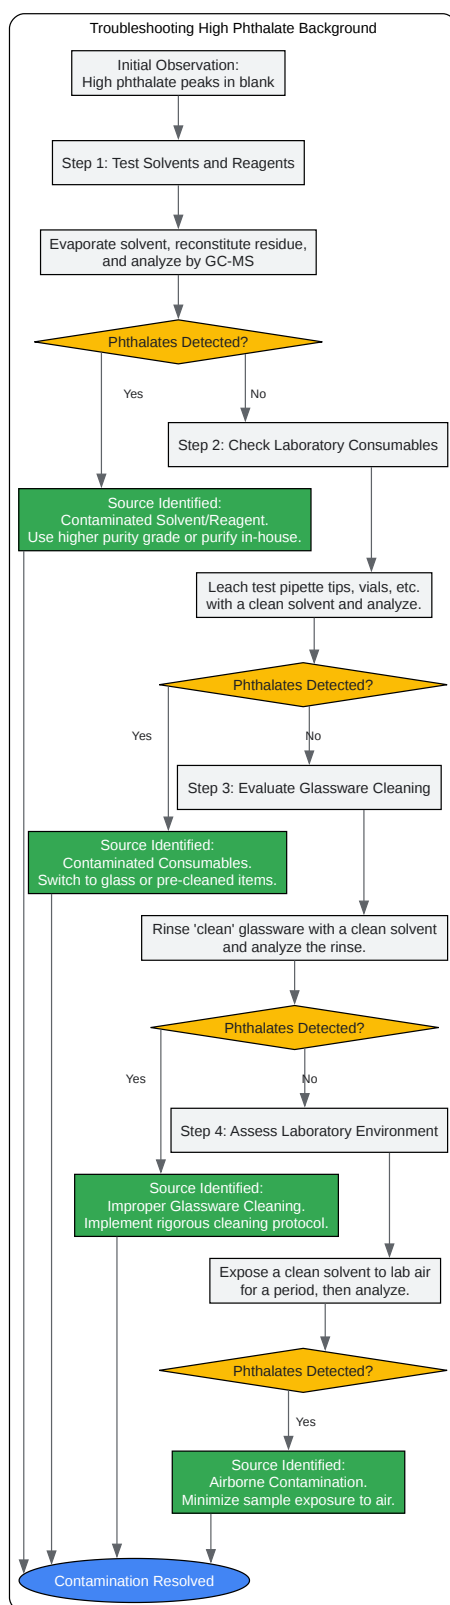 Troubleshooting High Phthalate Background
Initial Observation:
High phthalate peaks in blank
Step 1: Test Solvents and Reagents
Evaporate solvent, reconstitute residue,
and analyze by GC-MS
Phthalates Detected?
Yes
No
Step 2: Check Laboratory Consumables
Source Identified:
Contaminated Solvent/Reagent.
Use higher purity grade or purify in-house.
Leach test pipette tips, vials, etc.
with a clean solvent and analyze.
Phthalates Detected?
Yes
No
Step 3: Evaluate Glassware Cleaning
Source Identified:
Contaminated Consumables.
Switch to glass or pre-cleaned items.
Rinse 'clean' glassware with a clean solvent
and analyze the rinse.
Phthalates Detected?
Yes
No
Step 4: Assess Laboratory Environment
Source Identified:
Improper Glassware Cleaning.
Implement rigorous cleaning protocol.
Expose a clean solvent to lab air
for a period, then analyze.
Phthalates Detected?
Yes
Source Identified:
Airborne Contamination.
Minimize sample exposure to air.
Contamination Resolved